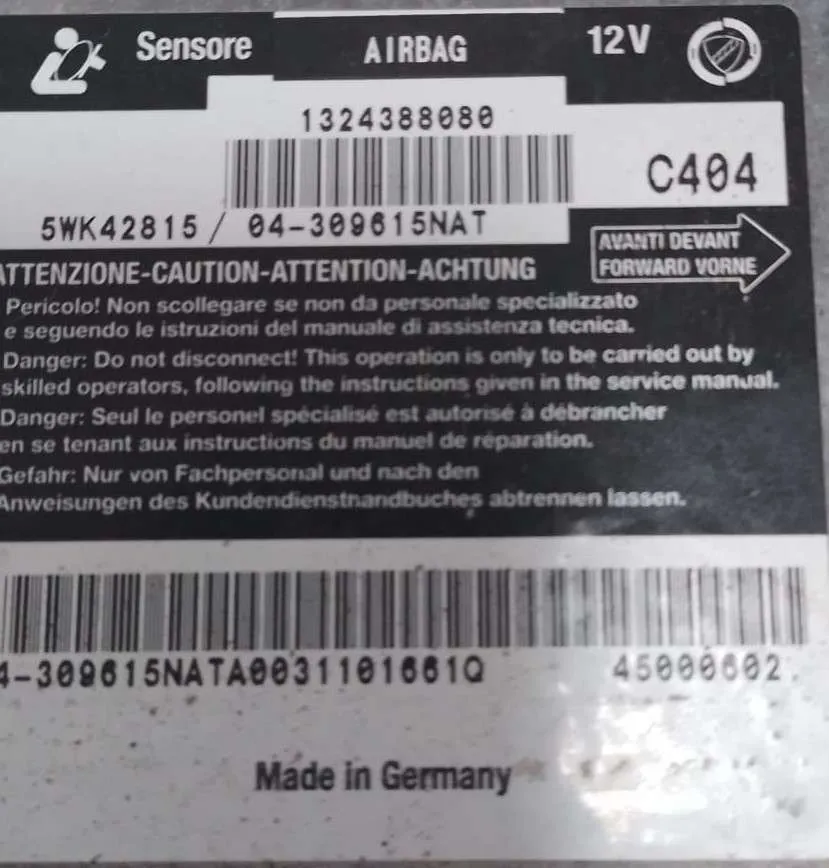 Sensore
AIRBAG
12V
1324388080
C404
5WK42815 / 04-309615NAT
AVANTI DEVANT
FORWARD VORNE
ATTENZIONE-CAUTION-ATTENTION-ACHTUNG
Pericolo! Non scollegare se non da personale specializzato
e seguendo le istruzioni del manuale di assistenza tecnica.
Danger: Do not disconnect! This operation is only to be carried out by
skilled operators, following the instructions given in the service manual.
Danger: Seul le personel spécialisé est autorisé à débrancher
en se tenant aux instructions du manuel de réparation.
Gefahr: Nur von Fachpersonal und nach den
Anweisungen des Kundendiensthandbuches abtrennen lassen.
4-309615NATA0031101661Q
45000602
Made in Germany